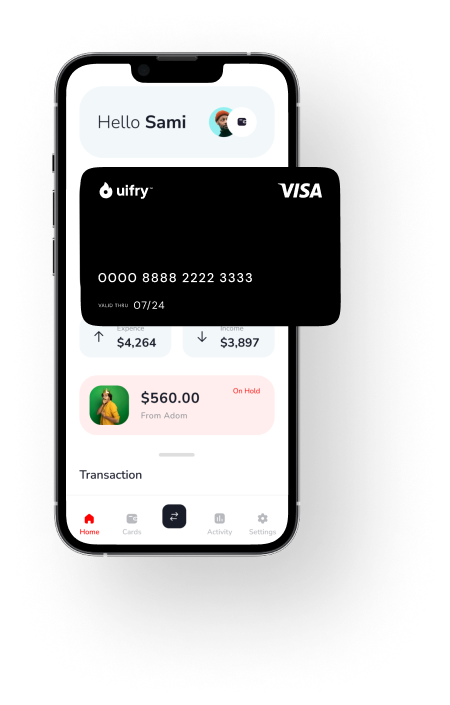 Hello Sami
uifry™
VISA
0000 8888 2222 3333
VALID THRU 07/24
Expence
$4,264
Income
$3,897
$560.00
On Hold
From Adom
Transaction
Home
Cards
Activity
Settings